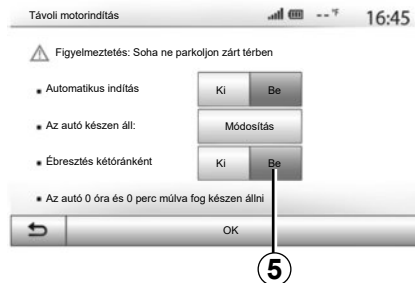 Távoli motorindítás
--°F
16:45
Figyelmeztetés: Soha ne parkoljon zárt térben
Automatikus indítás Ki Be
Az autó készen áll: Módosítás
Ébresztés kétóránként Ki Be
Az autó 0 óra és 0 perc múlva fog készen állni
OK
5